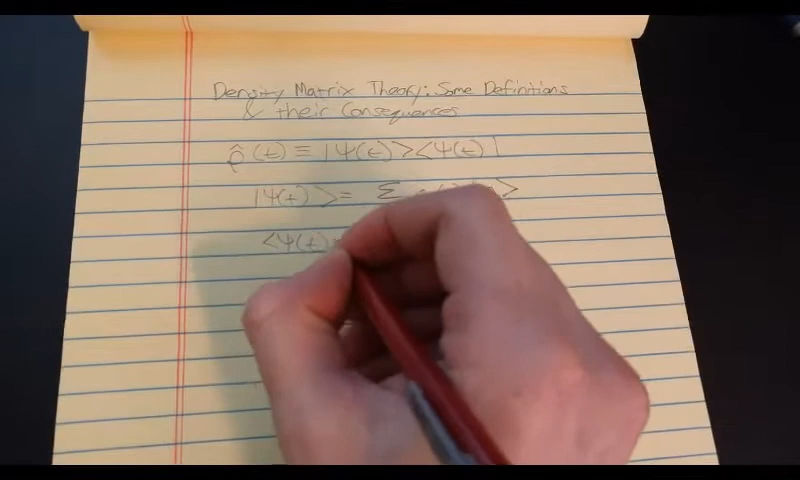 Density Matrix Theory: Some Definitions
& their Consequences
ρ̂(t) ≡ |Ψ(t)><Ψ(t)|
|Ψ(t)>= Σ >
<Ψ(t)=